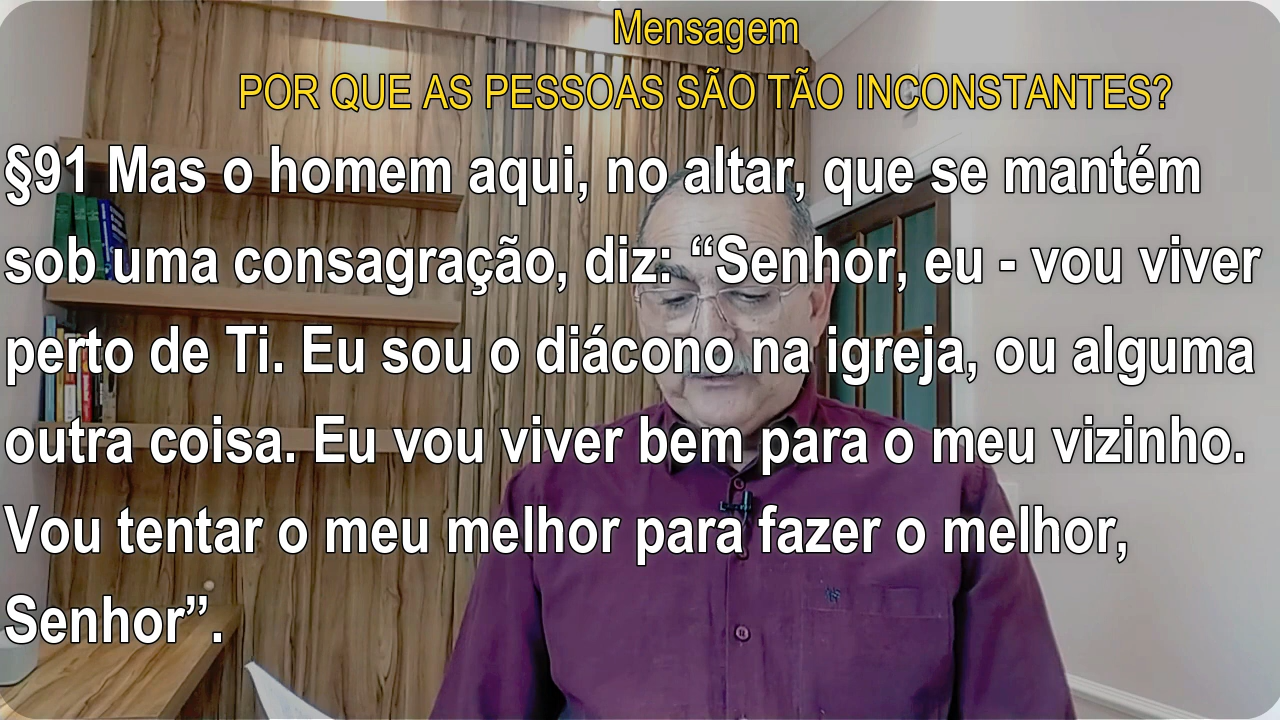 Mensagem
POR QUE AS PESSOAS SÃO TÃO INCONSTANTES?
§91 Mas o homem aqui, no altar, que se mantém
sob uma consagração, diz: “Senhor, eu - vou viver
perto de Ti. Eu sou o diácono na igreja, ou alguma
outra coisa. Eu vou viver bem para o meu vizinho.
Vou tentar o meu melhor para fazer o melhor,
Senhor”.